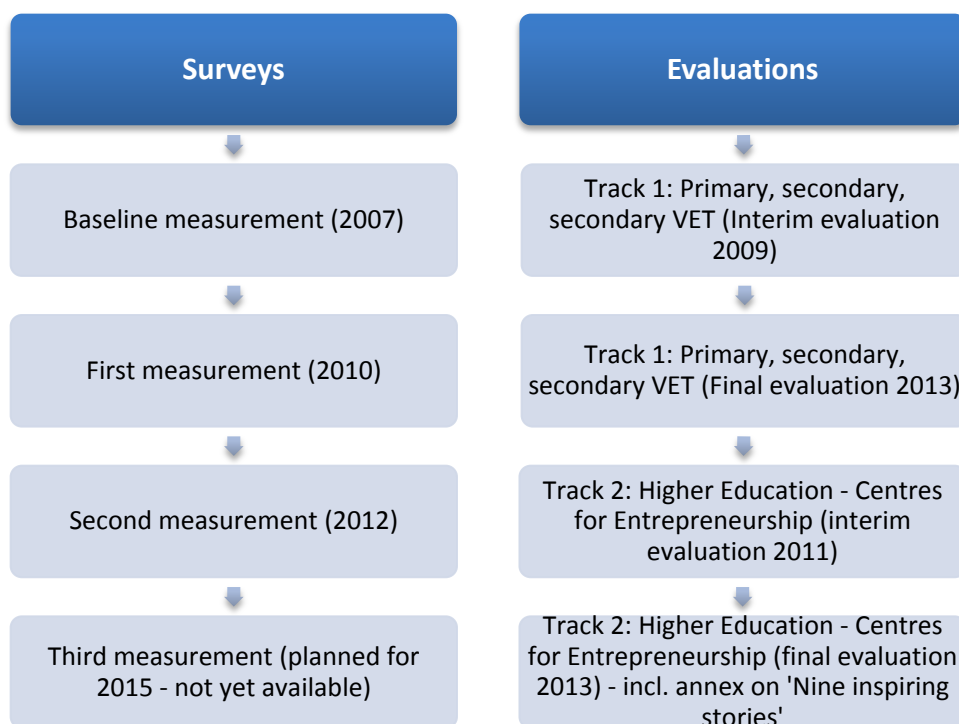 Surveys
Baseline measurement (2007)
First measurement (2010)
Second measurement (2012)
Third measurement (planned for
2015 - not yet available)
Evaluations
Track 1: Primary, secondary,
secondary VET (Interim evaluation
2009)
Track 1: Primary, secondary,
secondary VET (Final evaluation 2013)
Track 2: Higher Education - Centres
for Entrepreneurship (interim
evaluation 2011)
Track 2: Higher Education - Centres
for Entrepreneurship (final evaluation
2013) - incl. annex on 'Nine inspiring
stories'